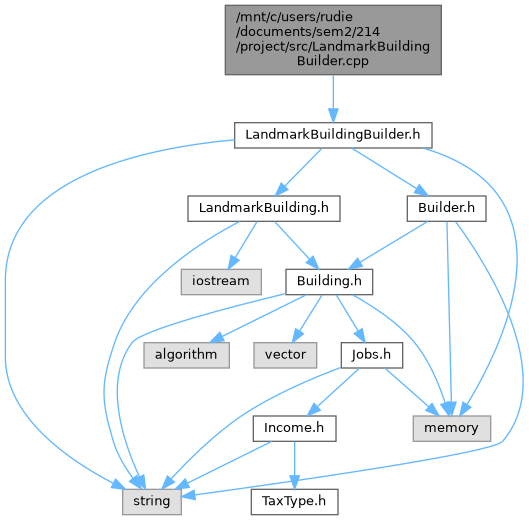 /mnt/c/users/rudie
/documents/sem2/214
/project/src/LandmarkBuilding
Builder.cpp
LandmarkBuildingBuilder.h
LandmarkBuilding.h
Builder.h
iostream
Building.h
algorithm
vector
Jobs.h
Income.h
memory
string
TaxType.h